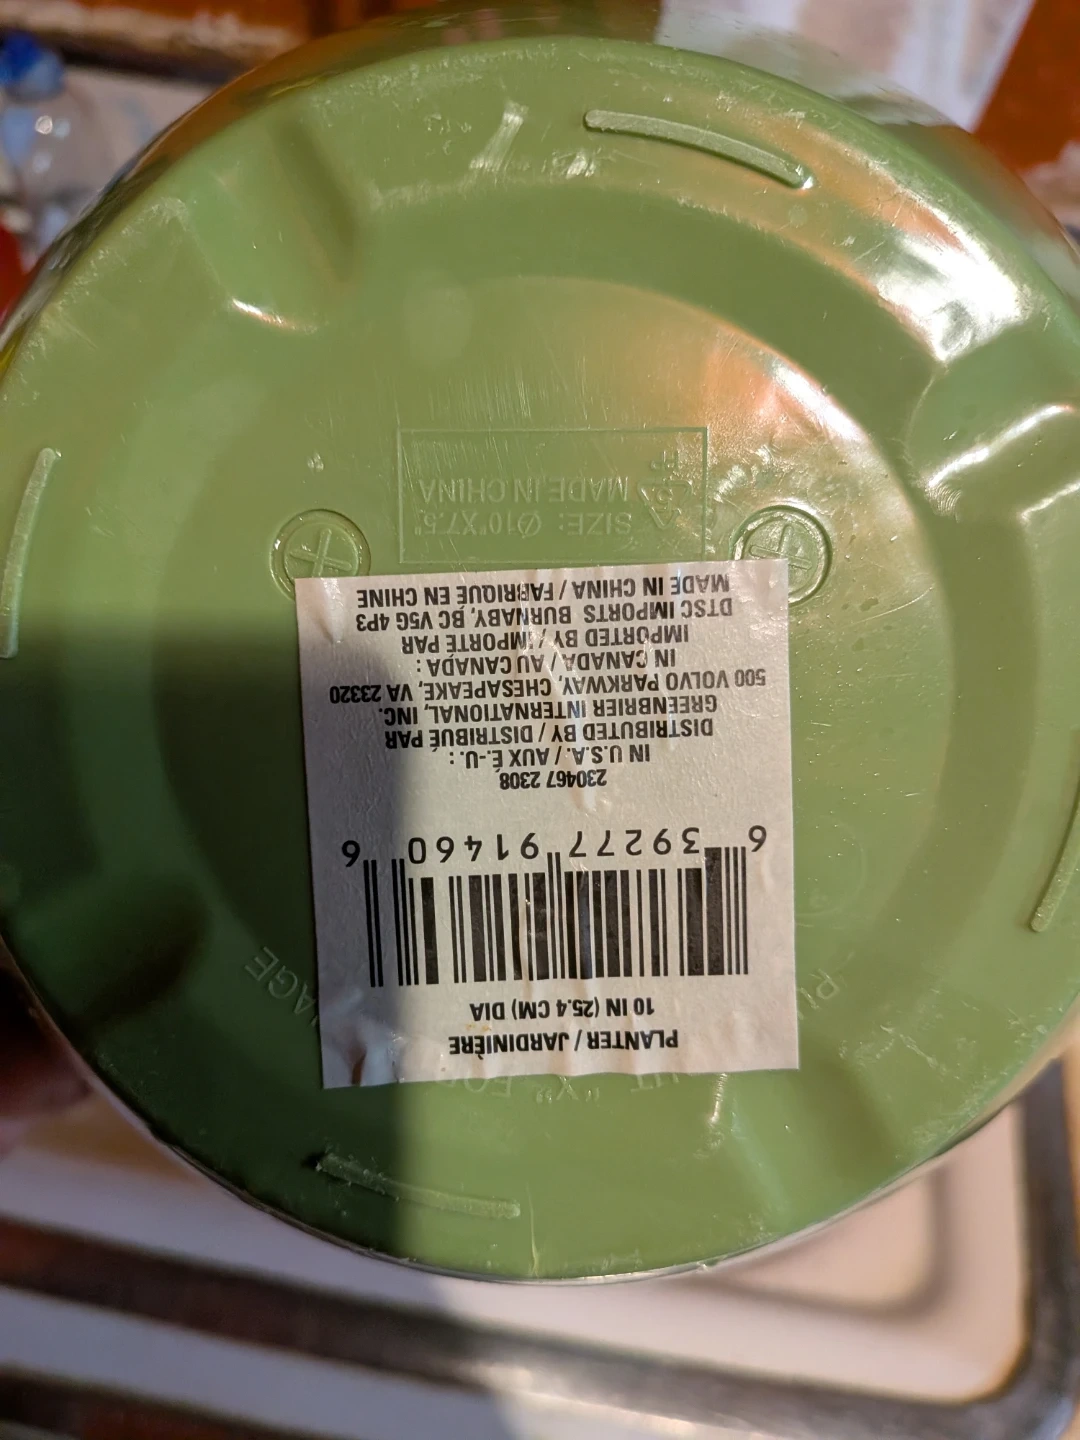 PLANTER / JARDINIÈRE
10 IN (25.4 CM) DIA
6 39277 91460 6
230467 2308
IN U.S.A. / AUX É.-U. :
DISTRIBUTED BY / DISTRIBUÉ PAR
GREENBRIER INTERNATIONAL, INC.
500 VOLVO PARKWAY, CHESAPEAKE, VA 23320
IN CANADA / AU CANADA :
IMPORTED BY / IMPORTÉ PAR
DTSC IMPORTS BURNABY, BC V5G 4P3
MADE IN CHINA / FABRIQUÉ EN CHINE
SIZE: Ø10"X7.5"
MADE IN CHINA
PP
"X"